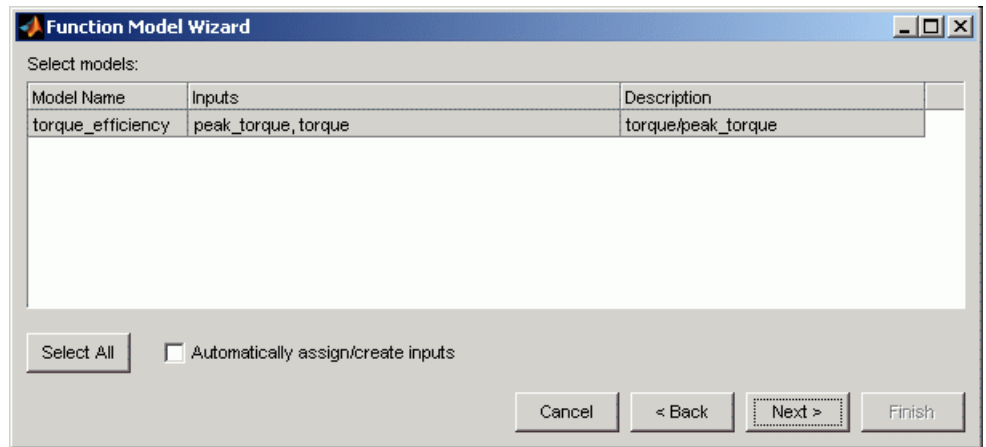 Function Model Wizard
Select models:
Model Name Inputs Description
torque_efficiency peak_torque, torque torque/peak_torque
Select All Automatically assign/create inputs
Cancel < Back Next > Finish